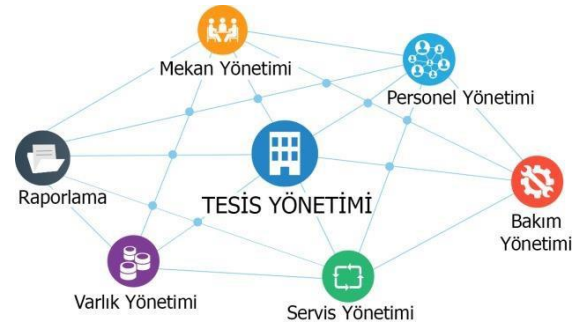 Mekan Yönetimi
Personel Yönetimi
Raporlama
TESİS YÖNETİMİ
Bakım
Yönetimi
Varlık Yönetimi
Servis Yönetimi